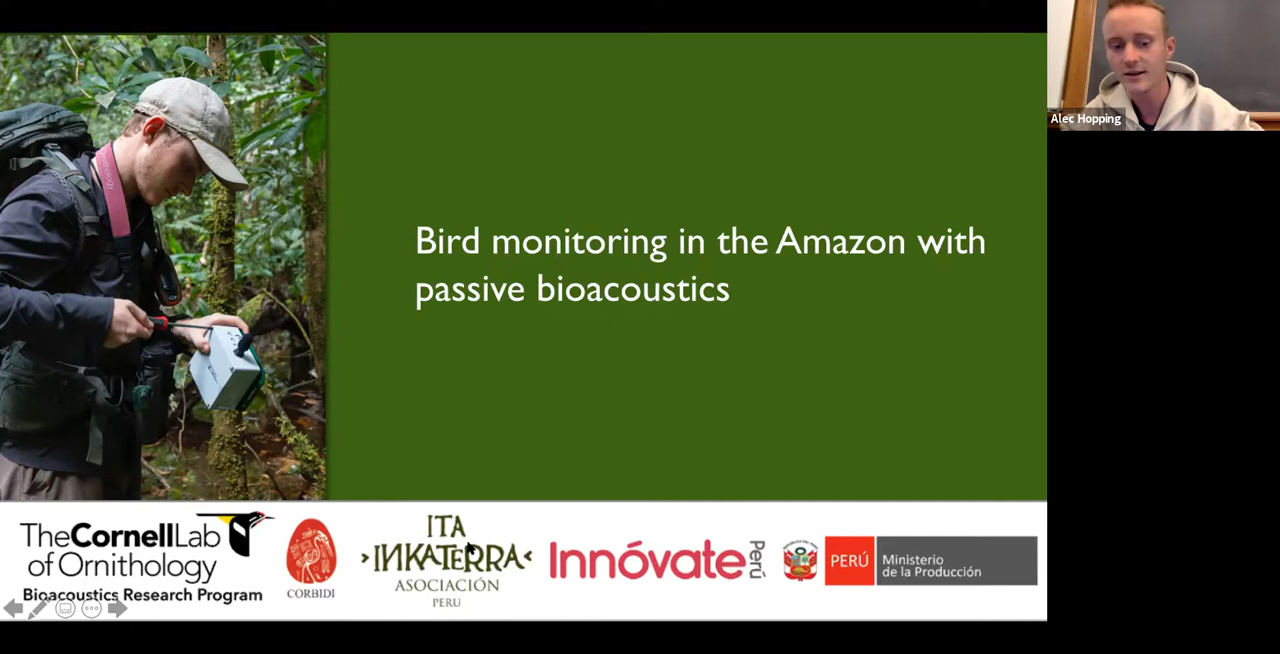 Alec Hopping
Bird monitoring in the Amazon with
passive bioacoustics
TheCornellLab
of Ornithology
Bioacoustics Research Program
CORBIDI
ITA
INKATERRA
ASOCIACIÓN
PERU
Innóvate Perú
PERÚ
Ministerio
de la Producción